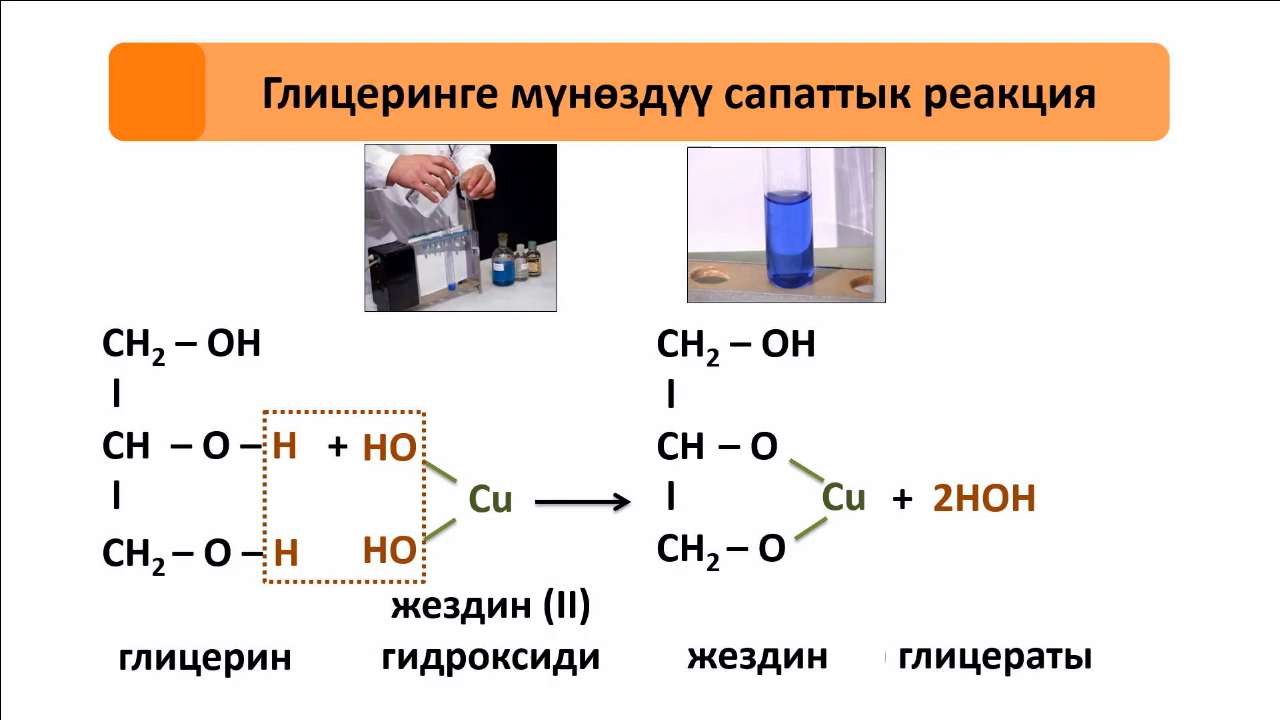 Глицеринге мүнөздүү сапаттык реакция
CH₂ – OH
CH₂ – OH
I
I
CH – O – H + HO
CH – O
I
Cu
I
Cu + 2HOH
CH₂ – O – H HO
CH₂ – O
жездин (II)
глицерин гидроксиди жездин глицераты